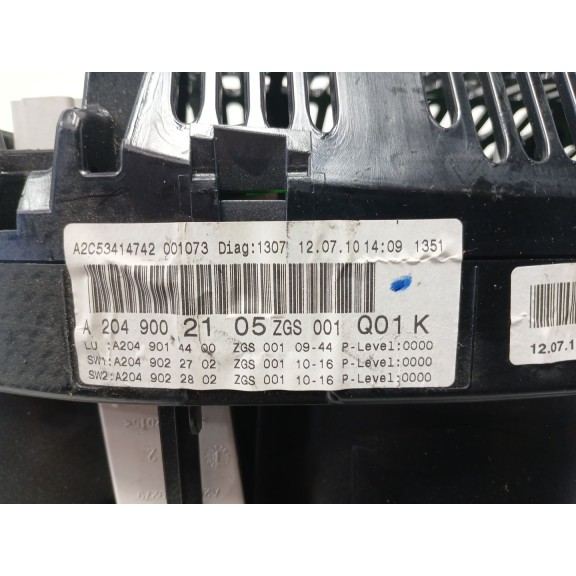 A2C53414742 001073 Diag:1307 12.07.10 14:09 1351
A 204 900 21 05 ZGS 001 Q01 K
LU :A204 901 44 00 ZGS 001 09-44 P-Level:0000
SW1:A204 902 27 02 ZGS 001 10-16 P-Level:0000
SW2:A204 902 28 02 ZGS 001 10-16 P-Level:0000
12.07.1